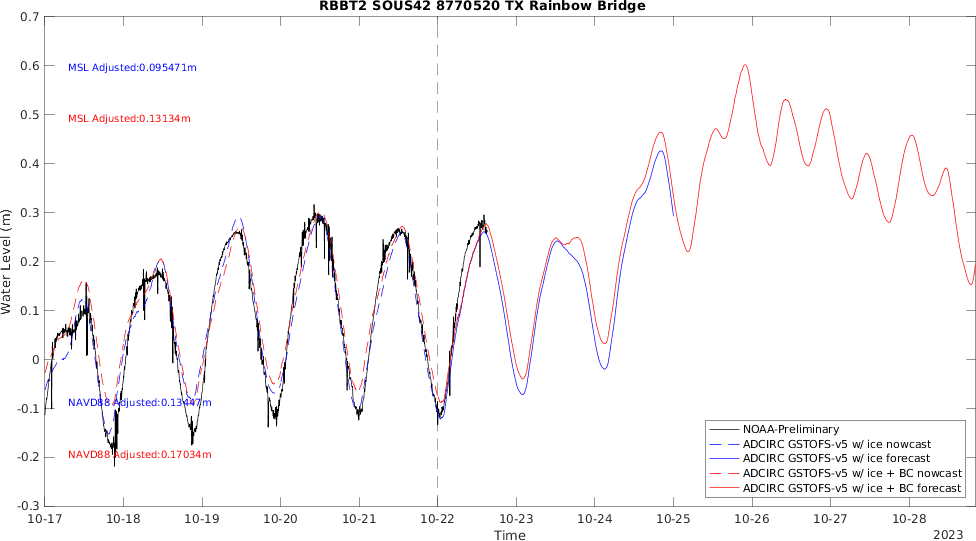 RBBT2 SOUS42 8770520 TX Rainbow Bridge
0.7
0.6
0.5
0.4
0.3
0.2
0.1
0
-0.1
-0.2
-0.3
Water Level (m)
MSL Adjusted:0.095471m
MSL Adjusted:0.13134m
NAVD88 Adjusted:0.13447m
NAVD88 Adjusted:0.17034m
NOAA-Preliminary
ADCIRC GSTOFS-v5 w/ ice nowcast
ADCIRC GSTOFS-v5 w/ ice forecast
ADCIRC GSTOFS-v5 w/ ice + BC nowcast
ADCIRC GSTOFS-v5 w/ ice + BC forecast
10-17 10-18 10-19 10-20 10-21 10-22 10-23 10-24 10-25 10-26 10-27 10-28
Time
2023